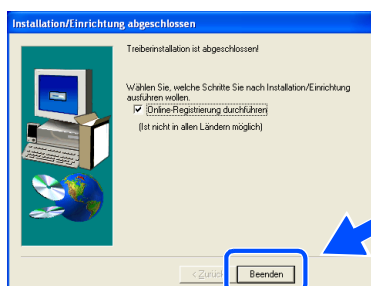 Installation/Einrichtung abgeschlossen
Treiberinstallation ist abgeschlossen!
Wählen Sie, welche Schritte Sie nach Installation/Einrichtung
ausführen wollen.
Online-Registrierung durchführen
(Ist nicht in allen Ländern möglich)
< Zurück
Beenden